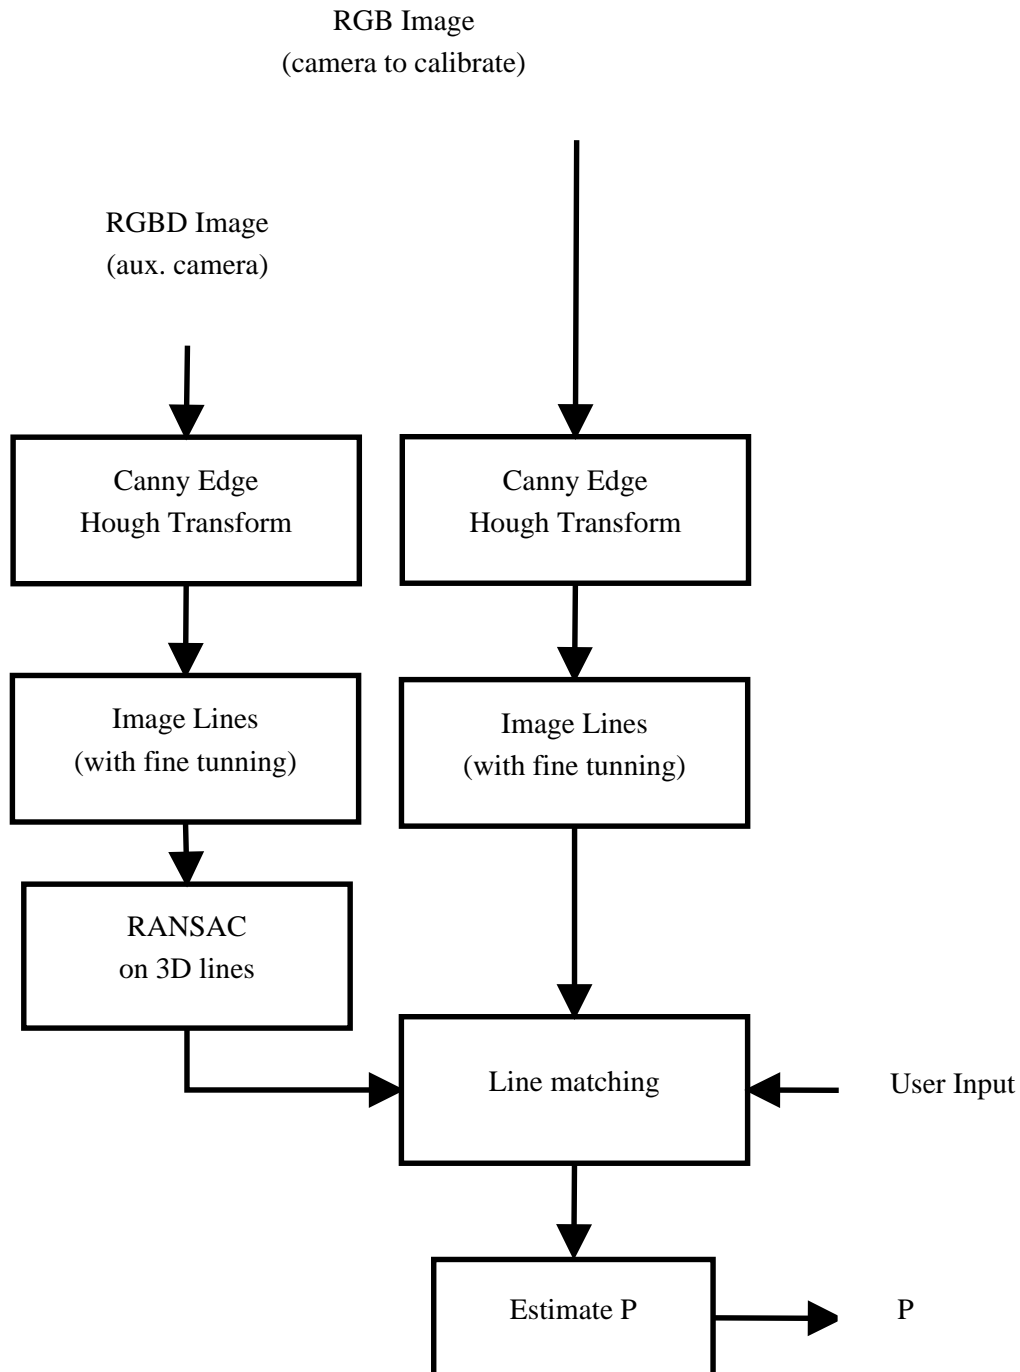 RGB Image
(camera to calibrate)
RGBD Image
(aux. camera)
Canny Edge
Hough Transform
Canny Edge
Hough Transform
Image Lines
(with fine tunning)
Image Lines
(with fine tunning)
RANSAC
on 3D lines
Line matching
User Input
Estimate P
P